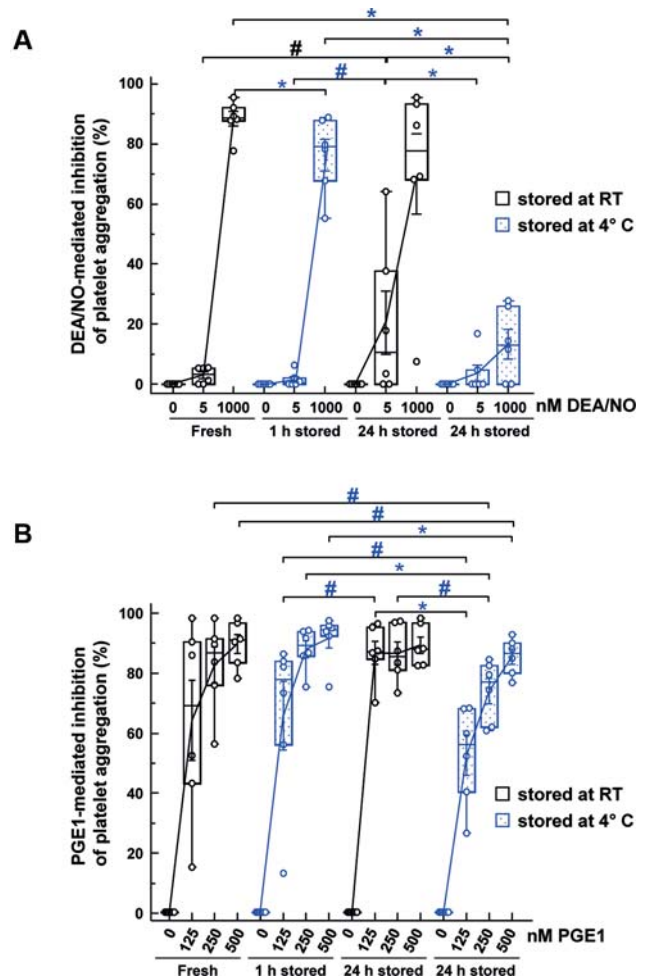 A
*
*
# *
# *
*
DEA/NO-mediated inhibition
of platelet aggregation (%)
100
80
60
40
20
0
stored at RT
stored at 4° C
0 5 1000 0 5 1000 0 5 1000 0 5 1000 nM DEA/NO
Fresh 1 h stored 24 h stored 24 h stored
B
#
#
*
#
*
# #
*
PGE1-mediated inhibition
of platelet aggregation (%)
100
80
60
40
20
0
stored at RT
stored at 4° C
0 125 250 500 0 125 250 500 0 125 250 500 0 125 250 500 nM PGE1
Fresh 1 h stored 24 h stored 24 h stored